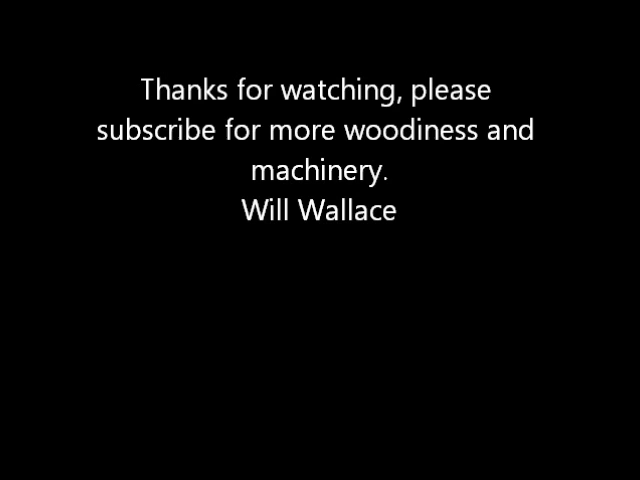 Thanks for watching, please
subscribe for more woodiness and
machinery.
Will Wallace